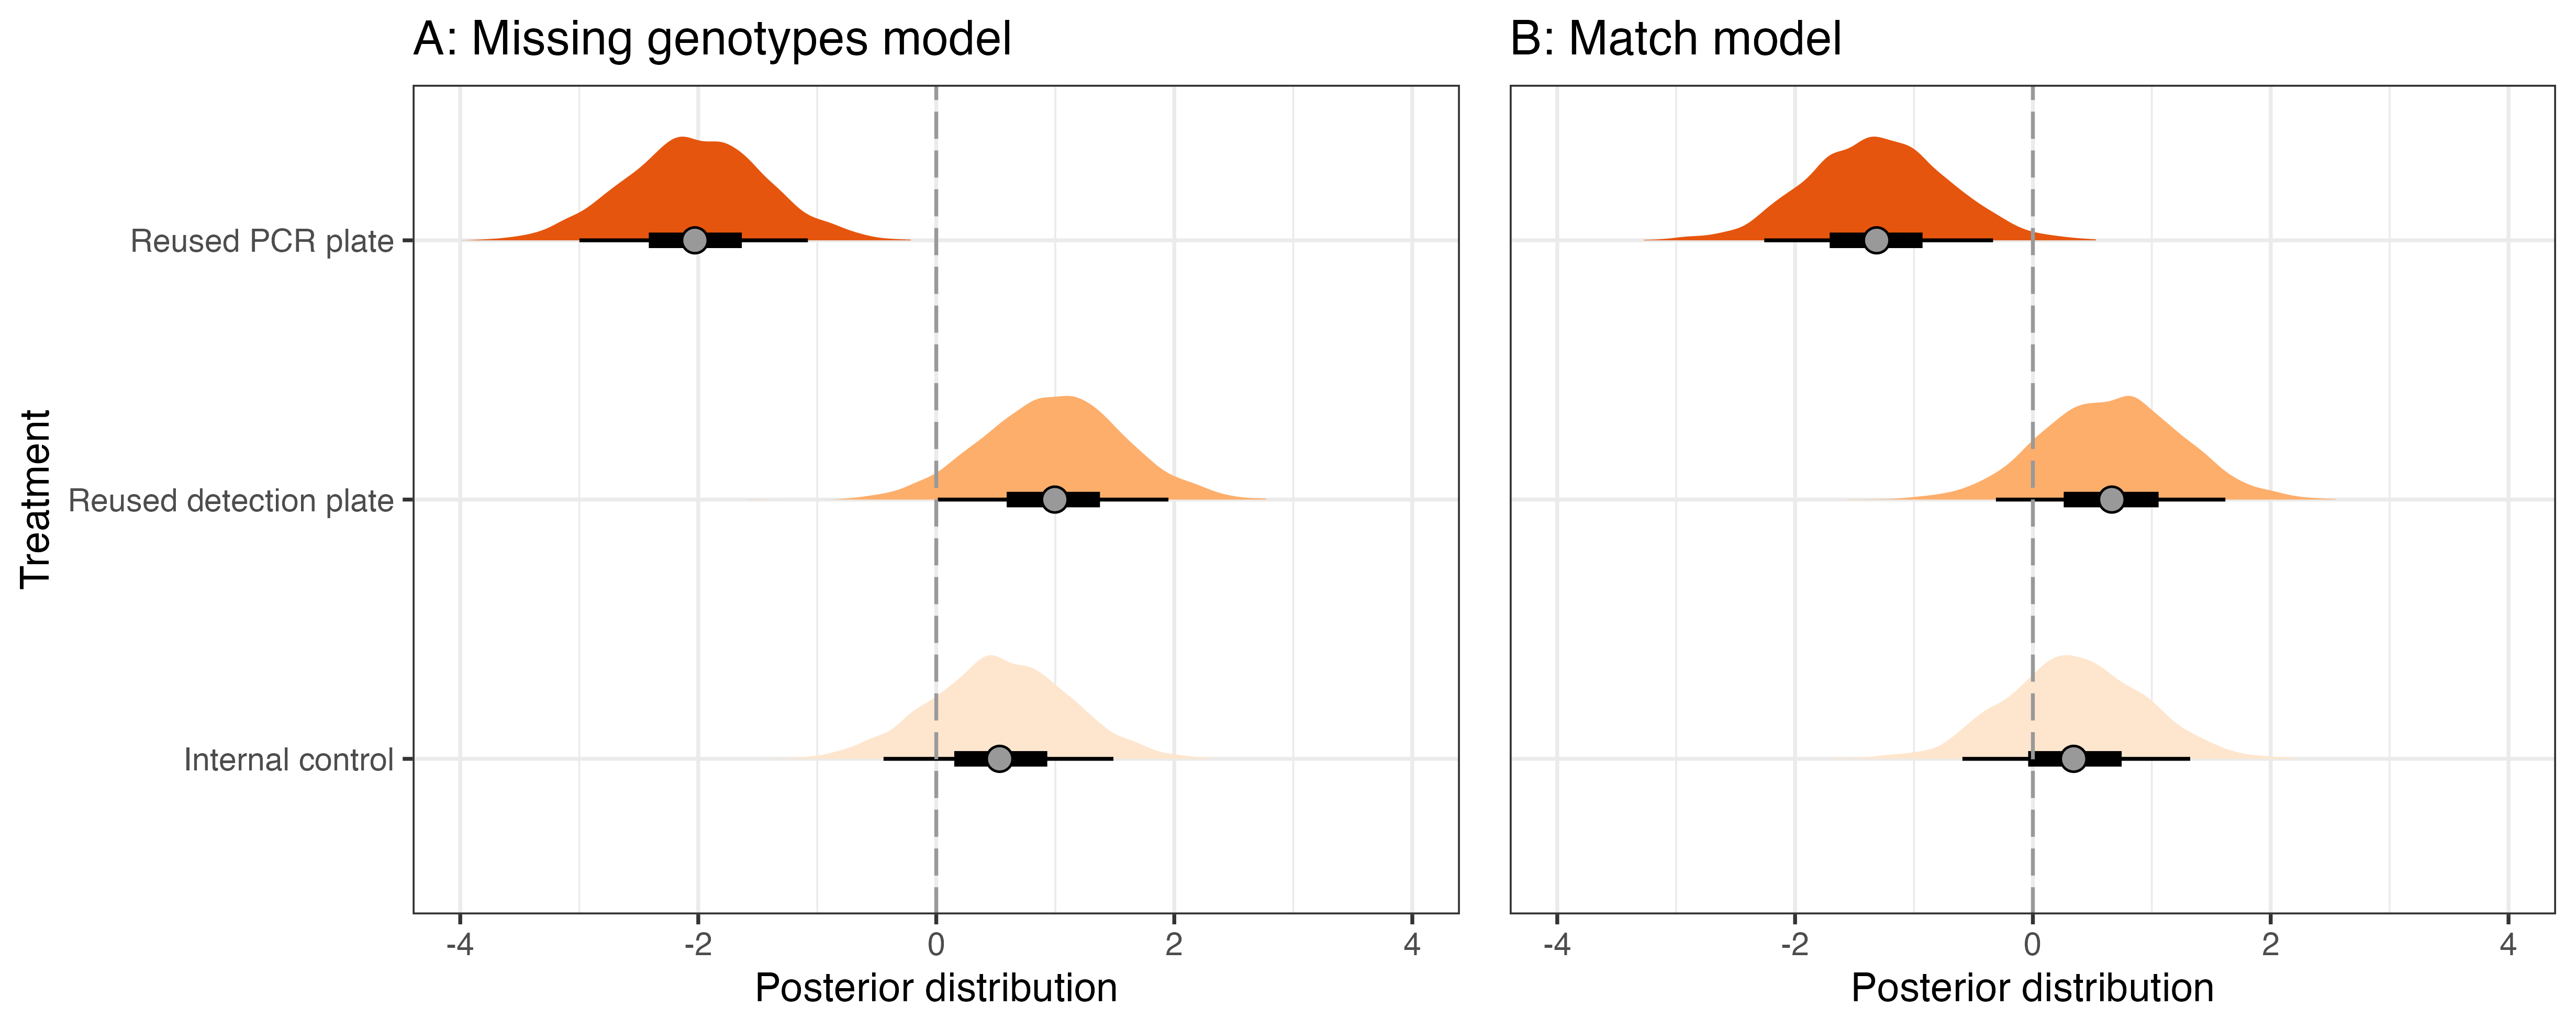 A: Missing genotypes model
B: Match model
Treatment
Reused PCR plate
Reused detection plate
Internal control
-4 -2 0 2 4
-4 -2 0 2 4
Posterior distribution
Posterior distribution